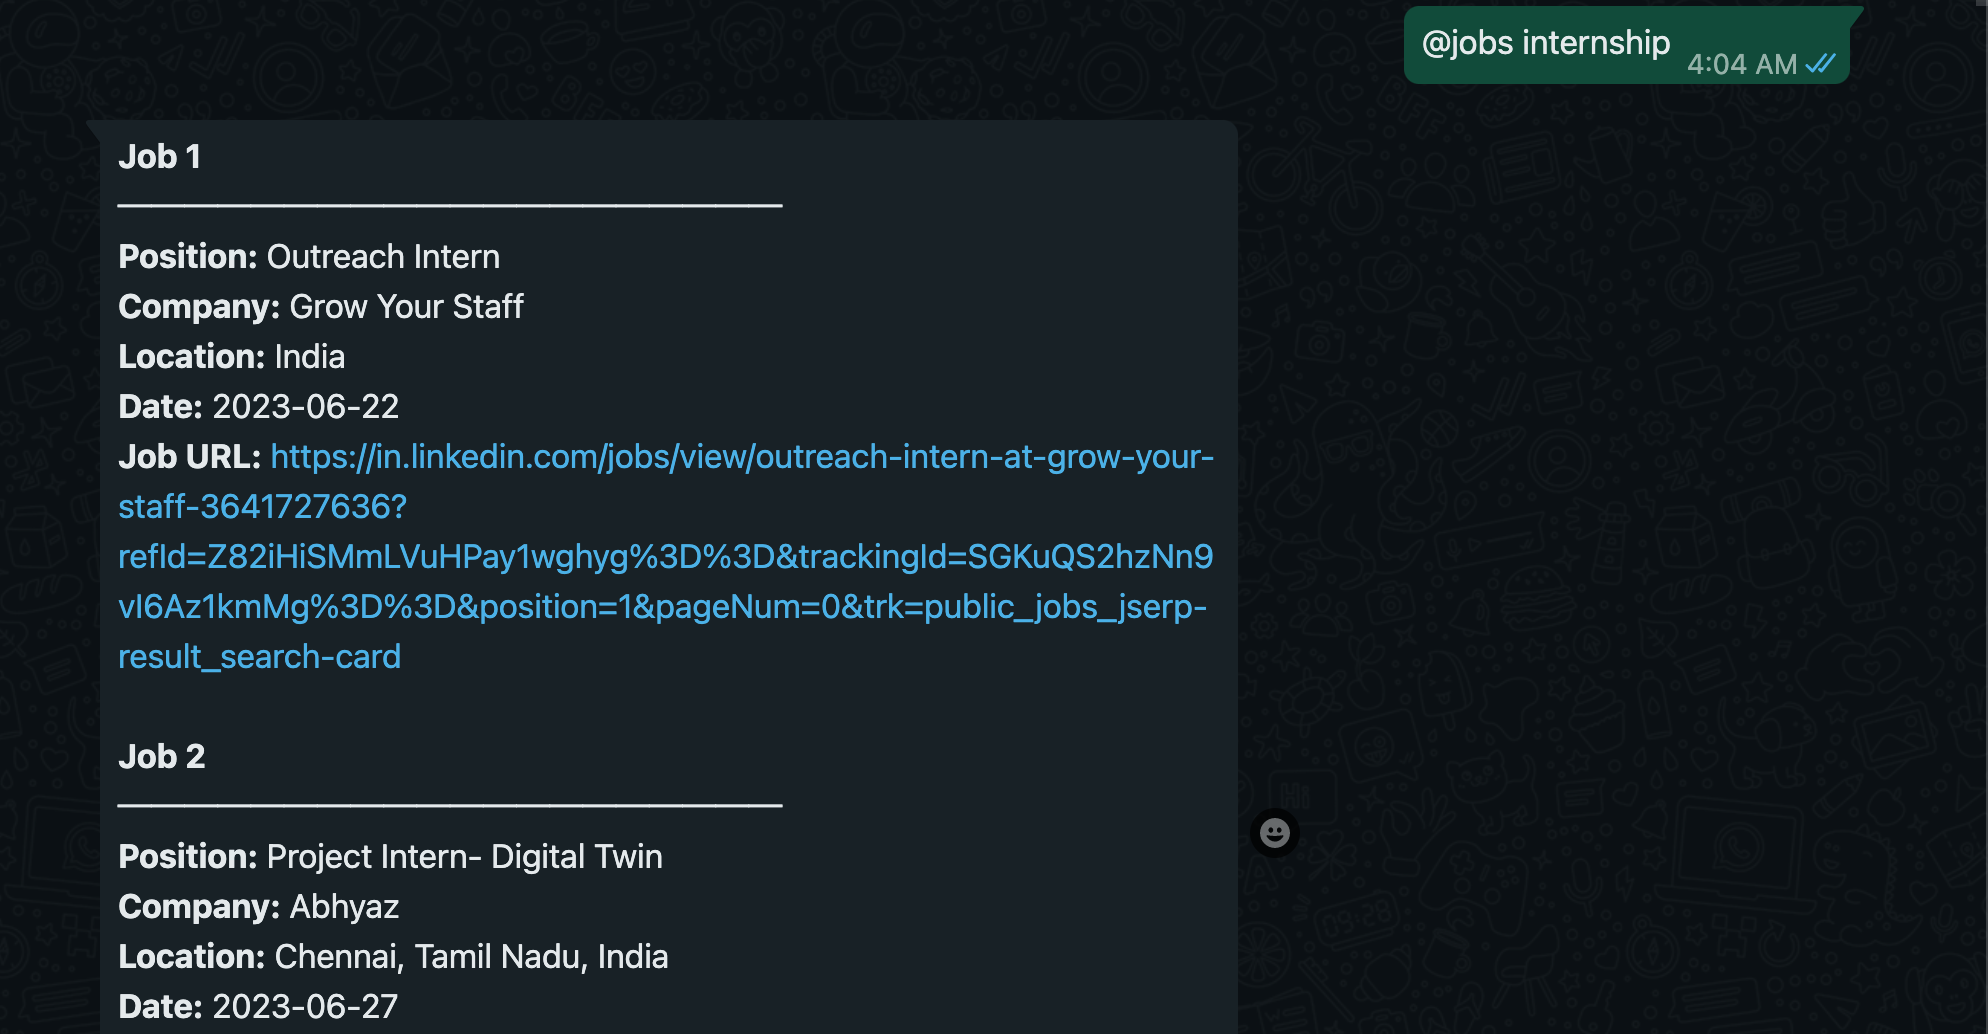 @jobs internship
4:04 AM
Job 1
Position: Outreach Intern
Company: Grow Your Staff
Location: India
Date: 2023-06-22
Job URL: https://in.linkedin.com/jobs/view/outreach-intern-at-grow-your-
staff-3641727636?
refId=Z82iHiSMmLVuHPay1wghyg%3D%3D&trackingId=SGKuQS2hzNn9
vI6Az1kmMg%3D%3D&position=1&pageNum=0&trk=public_jobs_jserp-
result_search-card
Job 2
Position: Project Intern- Digital Twin
Company: Abhyaz
Location: Chennai, Tamil Nadu, India
Date: 2023-06-27